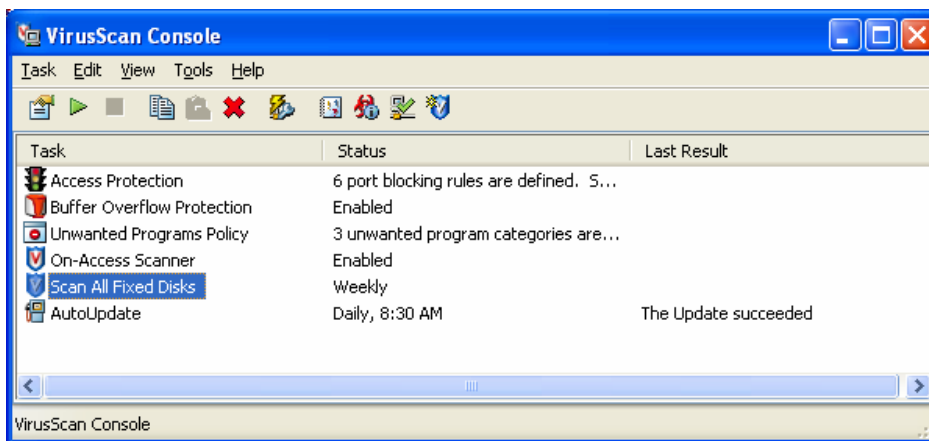 VirusScan Console
Task Edit View Tools Help
Task Status Last Result
Access Protection 6 port blocking rules are defined. S...
Buffer Overflow Protection Enabled
Unwanted Programs Policy 3 unwanted program categories are...
On-Access Scanner Enabled
Scan All Fixed Disks Weekly
AutoUpdate Daily, 8:30 AM The Update succeeded
VirusScan Console